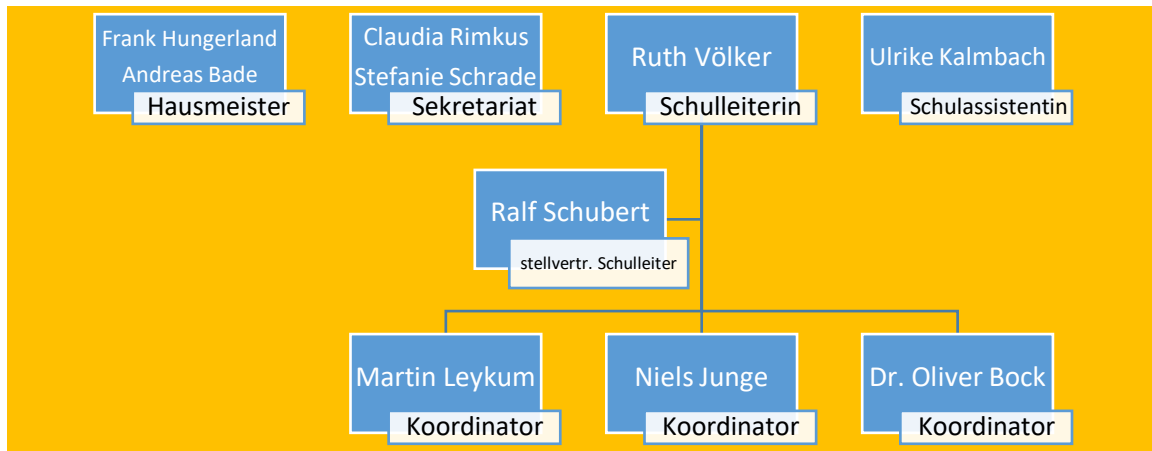 Frank Hungerland
Andreas Bade
Hausmeister
Claudia Rimkus
Stefanie Schrade
Sekretariat
Ruth Völker
Schulleiterin
Ulrike Kalmbach
Schulassistentin
Ralf Schubert
stellvertr. Schulleiter
Martin Leykum
Koordinator
Niels Junge
Koordinator
Dr. Oliver Bock
Koordinator